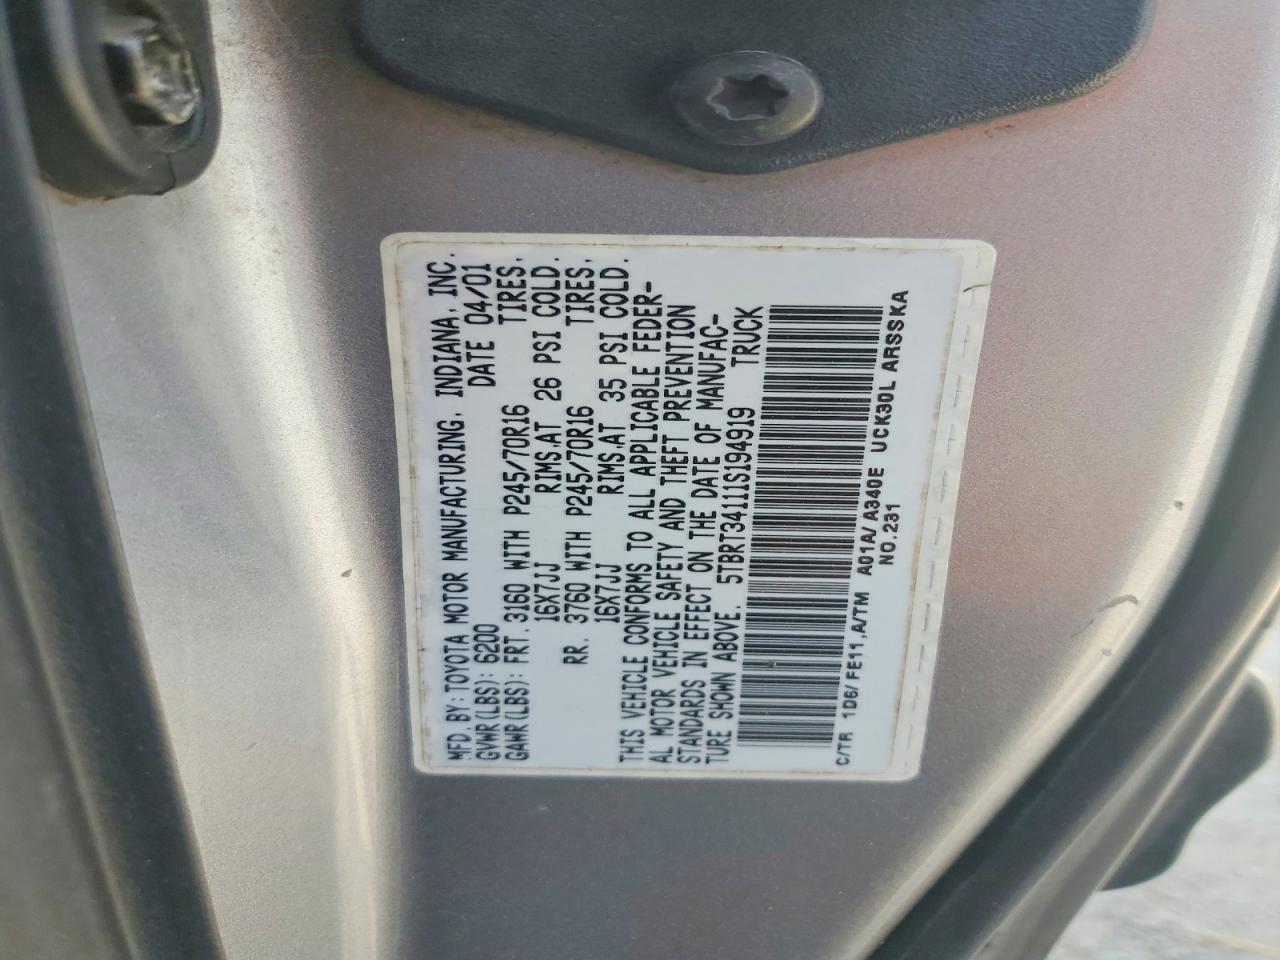 MFD. BY: TOYOTA MOTOR MANUFACTURING, INDIANA, INC.
GVWR(LBS): 6200 DATE 04/01
GAWR(LBS): FRT. 3160 WITH P245/70R16 TIRES,
16X7JJ RIMS,AT 26 PSI COLD.
RR. 3760 WITH P245/70R16 TIRES,
16X7JJ RIMS,AT 35 PSI COLD.
THIS VEHICLE CONFORMS TO ALL APPLICABLE FEDER-
AL MOTOR VEHICLE SAFETY AND THEFT PREVENTION
STANDARDS IN EFFECT ON THE DATE OF MANUFAC-
TURE SHOWN ABOVE. 5TBRT34111S194919 TRUCK
C/TR 1D6/FE11,A/TM A01A/A340E UCK30L ARSSKA
NO.231